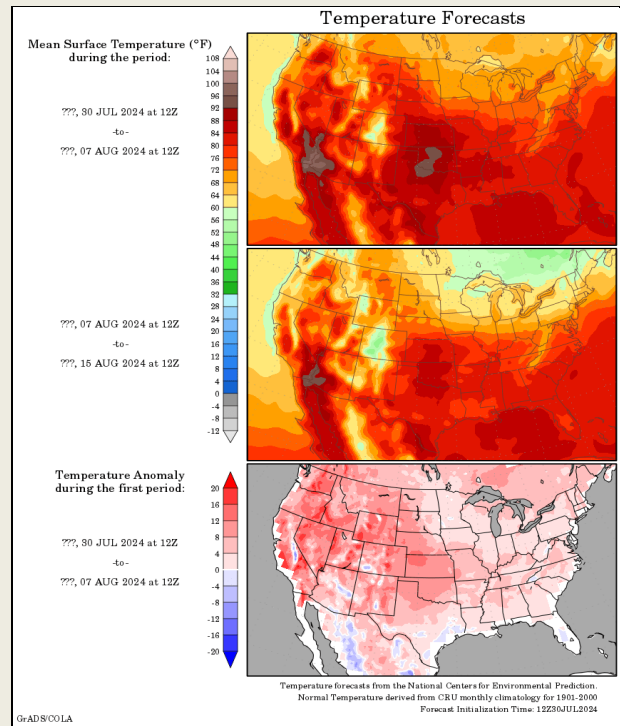 Temperature Forecasts
Mean Surface Temperature (°F)
during the period:
???, 30 JUL 2024 at 12Z
-to-
???, 07 AUG 2024 at 12Z
108
104
100
96
92
88
84
80
76
72
68
64
60
56
52
48
44
40
36
32
28
24
20
16
12
8
4
0
-4
-8
-12
???, 07 AUG 2024 at 12Z
-to-
???, 15 AUG 2024 at 12Z
Temperature Anomaly
during the first period:
???, 30 JUL 2024 at 12Z
-to-
???, 07 AUG 2024 at 12Z
20
16
12
8
4
0
-4
-8
-12
-16
-20
Temperature forecasts from the National Centers for Environmental Prediction.
Normal Temperature derived from CRU monthly climatology for 1901-2000
Forecast Initialization Time: 12Z30JUL2024
GrADS/COLA